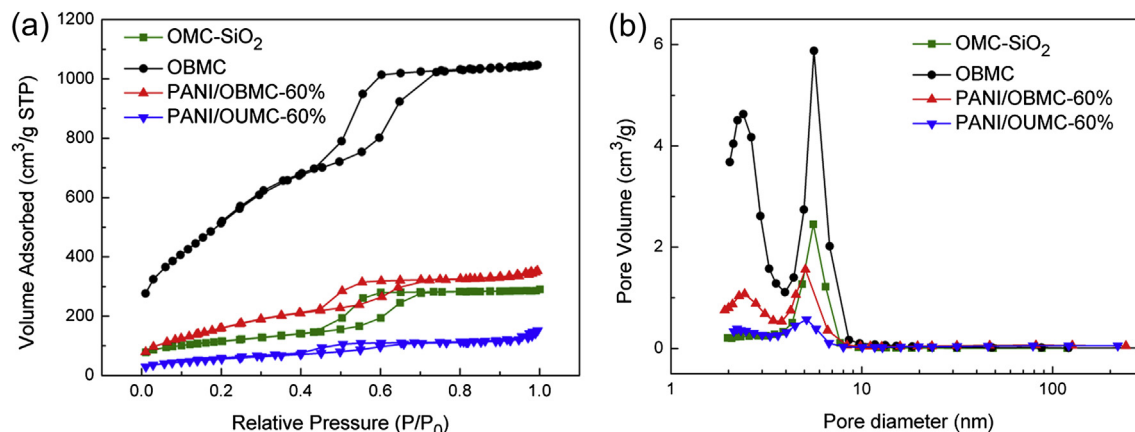 (a)
1200
1000
800
600
400
200
0
Volume Adsorbed (cm³/g STP)
OMC-SiO₂
OBMC
PANI/OBMC-60%
PANI/OUMC-60%
0.0 0.2 0.4 0.6 0.8 1.0
Relative Pressure (P/P₀)
(b)
6
4
2
0
Pore Volume (cm³/g)
OMC-SiO₂
OBMC
PANI/OBMC-60%
PANI/OUMC-60%
1 10 100
Pore diameter (nm)